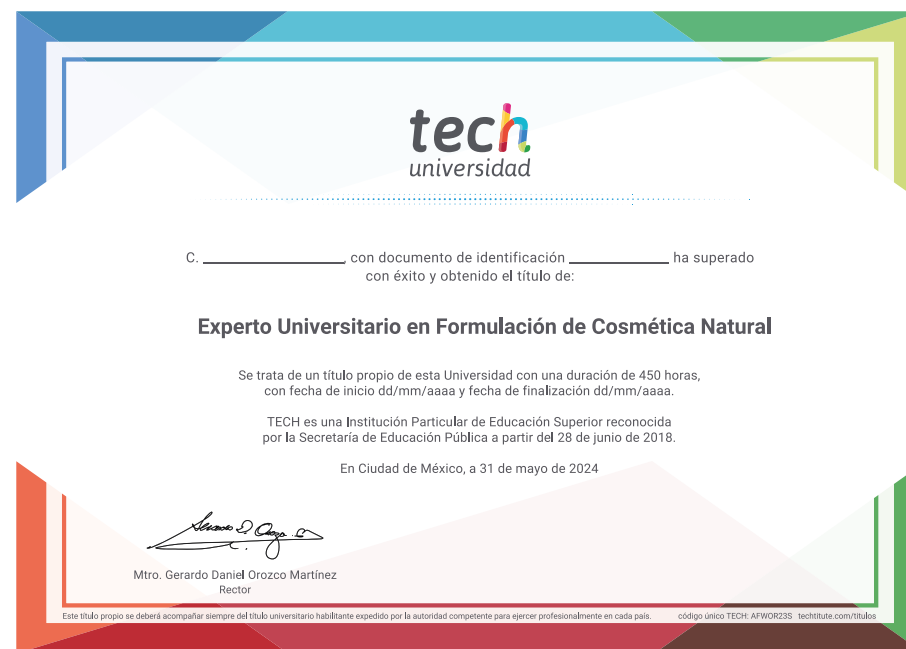 tech
universidad
C. ____________, con documento de identificación ____________ ha superado
con éxito y obtenido el título de:
Experto Universitario en Formulación de Cosmética Natural
Se trata de un título propio de esta Universidad con una duración de 450 horas,
con fecha de inicio dd/mm/aaaa y fecha de finalización dd/mm/aaaa.
TECH es una Institución Particular de Educación Superior reconocida
por la Secretaría de Educación Pública a partir del 28 de junio de 2018.
En Ciudad de México, a 31 de mayo de 2024
Mtro. Gerardo Daniel Orozco Martínez
Rector
Este título propio se deberá acompañar siempre del título universitario habilitante expedido por la autoridad competente para ejercer profesionalmente en cada país. código único TECH: AFWOR23S techtitute.com/titulos